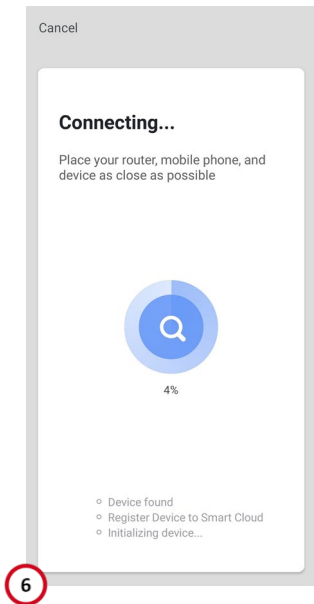 Cancel
Connecting...
Place your router, mobile phone, and
device as close as possible
4%
Device found
Register Device to Smart Cloud
Initializing device...
6